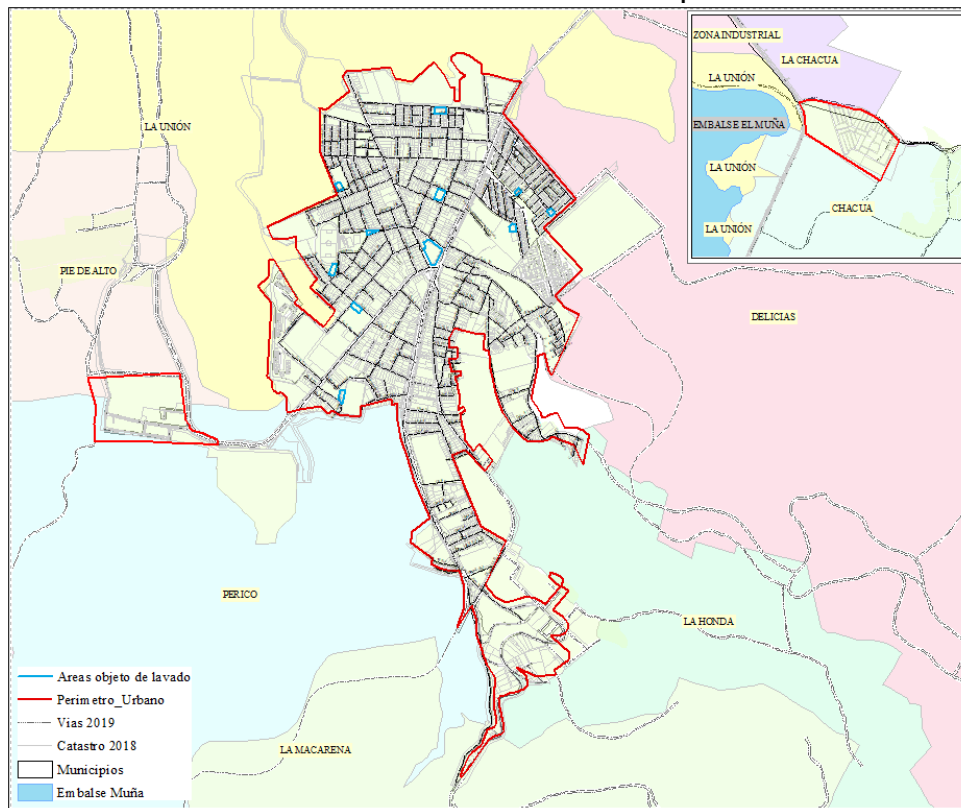 ZONA INDUSTRIAL
LA CHACUA
LA UNIÓN
EMBALSE EL MUÑA
LA UNIÓN
CHACUA
LA UNIÓN
LA UNIÓN
PIE DE ALTO
DELICIAS
PERICO
LA HONDA
LA MACARENA
Areas objeto de lavado
Perimetro_Urbano
Vias 2019
Catastro 2018
Municipios
Embalse Muña